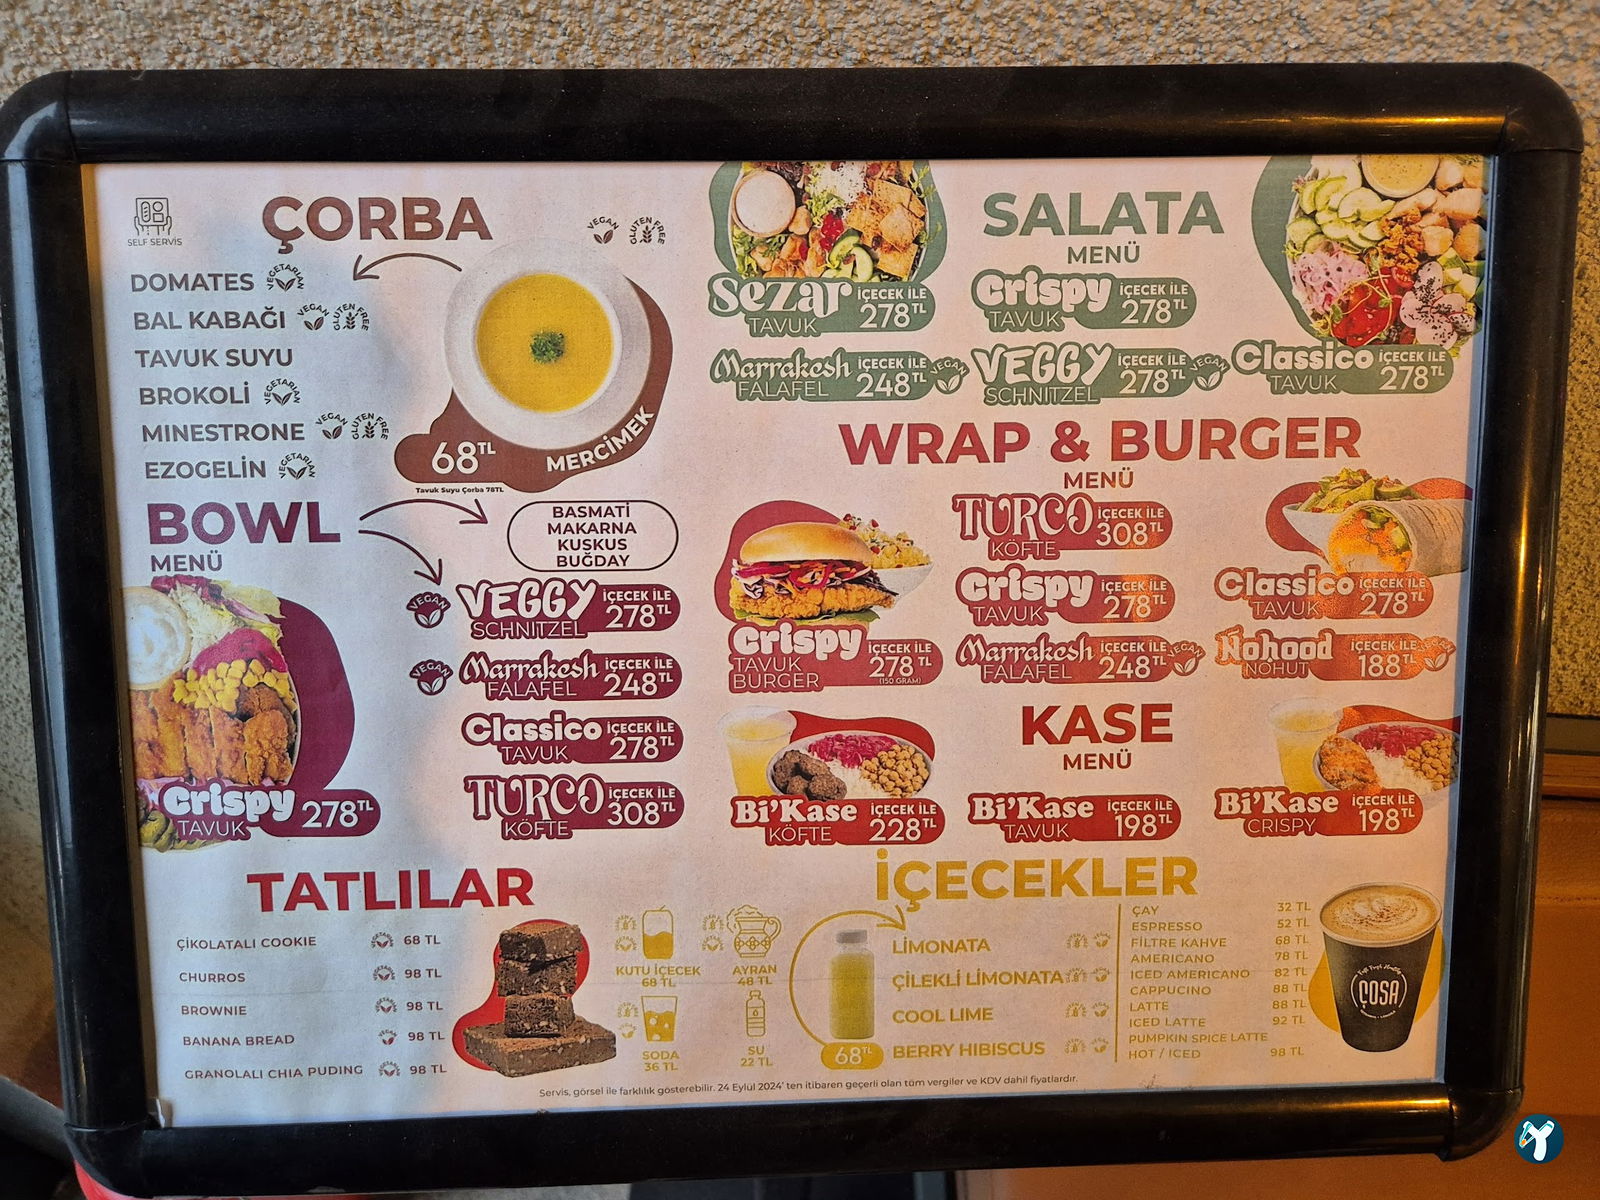 SELF SERVİS
ÇORBA
VEGAN
GLUTEN FREE
DOMATES VEGETARIAN
BAL KABAĞI VEGAN GLUTEN FREE
TAVUK SUYU
BROKOLİ VEGETARIAN
MINESTRONE VEGAN GLUTEN FREE
EZOGELİN VEGETARIAN
68TL
MERCİMEK
Tavuk Suyu Çorba 78TL
BOWL
MENÜ
BASMATİ
MAKARNA
KUSKUS
BUĞDAY
VEGAN
VEGGY İÇECEK İLE
SCHNITZEL 278TL
VEGAN
Marrakesh İÇECEK İLE
FALAFEL 248TL
Classico İÇECEK İLE
TAVUK 278TL
TURCO İÇECEK İLE
KÖFTE 308TL
Crispy 278TL
TAVUK
SALATA
MENÜ
Sezar İÇECEK İLE
TAVUK 278TL
Crispy İÇECEK İLE
TAVUK 278TL
Marrakesh İÇECEK İLE
FALAFEL 248TL VEGAN
VEGGY İÇECEK İLE
SCHNITZEL 278TL VEGAN
Classico İÇECEK İLE
TAVUK 278TL
WRAP & BURGER
MENÜ
TURCO İÇECEK İLE
KÖFTE 308TL
Crispy İÇECEK İLE
TAVUK 278TL
Classico İÇECEK İLE
TAVUK 278TL
Crispy İÇECEK İLE
TAVUK 278TL
BURGER (150 GRAM)
Marrakesh İÇECEK İLE
FALAFEL 248TL VEGAN
Nohood İÇECEK İLE
NOHUT 188TL VEGAN
KASE
MENÜ
Bi'Kase İÇECEK İLE
KÖFTE 228TL
Bi'Kase İÇECEK İLE
TAVUK 198TL
Bi'Kase İÇECEK İLE
CRISPY 198TL
TATLILAR
ÇİKOLATALI COOKIE 68 TL
CHURROS 98 TL
BROWNIE 98 TL
BANANA BREAD 98 TL
GRANOLALI CHIA PUDING 98 TL
İÇECEKLER
KUTU İÇECEK
68 TL
AYRAN
48 TL
SODA
36 TL
SU
22 TL
LİMONATA
ÇİLEKLİ LİMONATA
COOL LIME
BERRY HIBISCUS
68TL
ÇAY 32 TL
ESPRESSO 52 TL
FİLTRE KAHVE 68 TL
AMERICANO 78 TL
ICED AMERICANO 82 TL
CAPPUCINO 88 TL
LATTE 88 TL
ICED LATTE 92 TL
PUMPKIN SPICE LATTE
HOT / ICED 98 TL
ÇOSA
Servis, görsel ile farklılık gösterebilir. 24 Eylül 2024' ten itibaren geçerli olan tüm vergiler ve KDV dahil fiyatlardır.